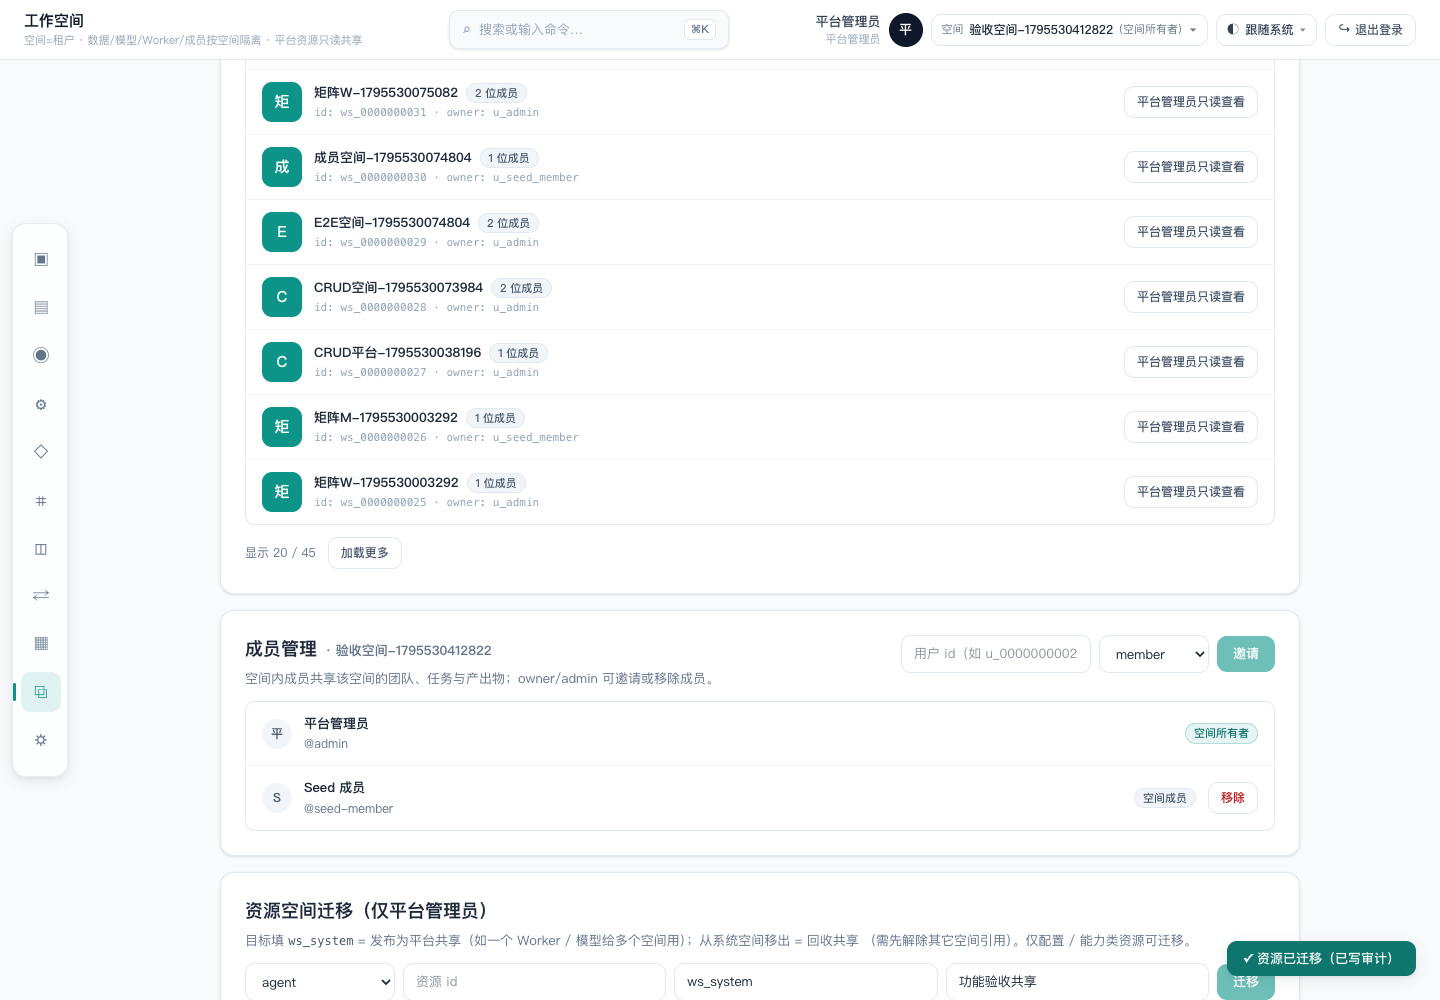 工作空间
空间=租户 · 数据/模型/Worker/成员按空间隔离 · 平台资源只读共享
搜索或输入命令… ⌘K
平台管理员
平台管理员
平
空间 验收空间-1795530412822 (空间所有者)
跟随系统
退出登录
矩
矩阵W-1795530075082 2 位成员
id: ws_0000000031 · owner: u_admin
平台管理员只读查看
成
成员空间-1795530074804 1 位成员
id: ws_0000000030 · owner: u_seed_member
平台管理员只读查看
E
E2E空间-1795530074804 2 位成员
id: ws_0000000029 · owner: u_admin
平台管理员只读查看
C
CRUD空间-1795530073984 2 位成员
id: ws_0000000028 · owner: u_admin
平台管理员只读查看
C
CRUD平台-1795530038196 1 位成员
id: ws_0000000027 · owner: u_admin
平台管理员只读查看
矩
矩阵M-1795530003292 1 位成员
id: ws_0000000026 · owner: u_seed_member
平台管理员只读查看
矩
矩阵W-1795530003292 1 位成员
id: ws_0000000025 · owner: u_admin
平台管理员只读查看
显示 20 / 45 加载更多
成员管理 · 验收空间-1795530412822
空间内成员共享该空间的团队、任务与产出物；owner/admin 可邀请或移除成员。
用户 id（如 u_0000000002
member
邀请
平
平台管理员
@admin
空间所有者
S
Seed 成员
@seed-member
空间成员 移除
资源空间迁移（仅平台管理员）
目标填 ws_system = 发布为平台共享（如一个 Worker / 模型给多个空间用）；从系统空间移出 = 回收共享 （需先解除其它空间引用）。仅配置 / 能力类资源可迁移。
agent 资源 id ws_system 功能验收共享 迁移
✓ 资源已迁移（已写审计）